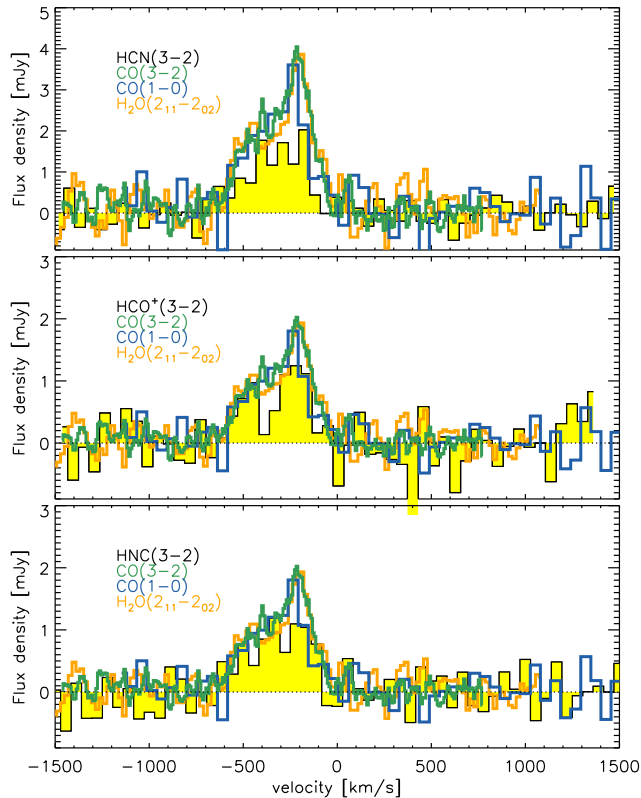 5
4
3
2
1
0
Flux density [mJy]
HCN(3−2)
CO(3−2)
CO(1−0)
H₂O(2₁₁−2₀₂)
3
2
1
0
Flux density [mJy]
HCO⁺(3−2)
CO(3−2)
CO(1−0)
H₂O(2₁₁−2₀₂)
3
2
1
0
Flux density [mJy]
HNC(3−2)
CO(3−2)
CO(1−0)
H₂O(2₁₁−2₀₂)
−1500 −1000 −500 0 500 1000 1500
velocity [km/s]